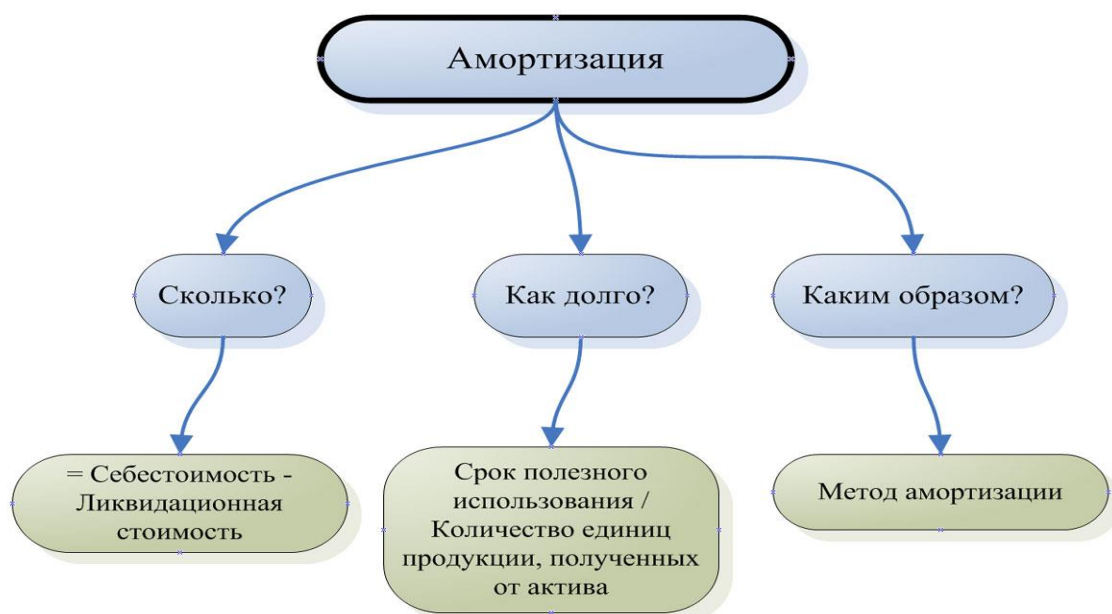 Амортизация
Сколько?
Как долго?
Каким образом?
= Себестоимость -
Ликвидационная
стоимость
Срок полезного
использования /
Количество единиц
продукции, полученных
от актива
Метод амортизации